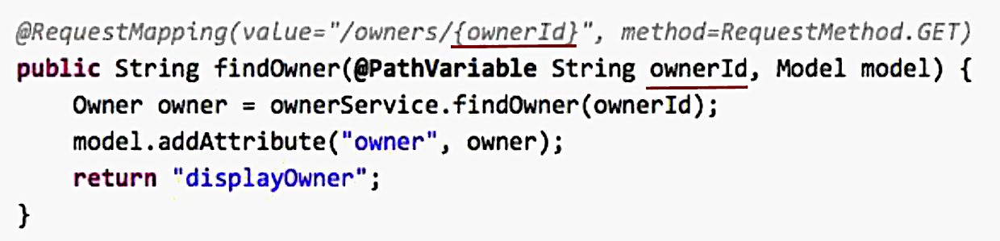 @RequestMapping(value="/owners/{ownerId}", method=RequestMethod.GET)
public String findOwner(@PathVariable String ownerId, Model model) {
    Owner owner = ownerService.findOwner(ownerId);
    model.addAttribute("owner", owner);
    return "displayOwner";
}